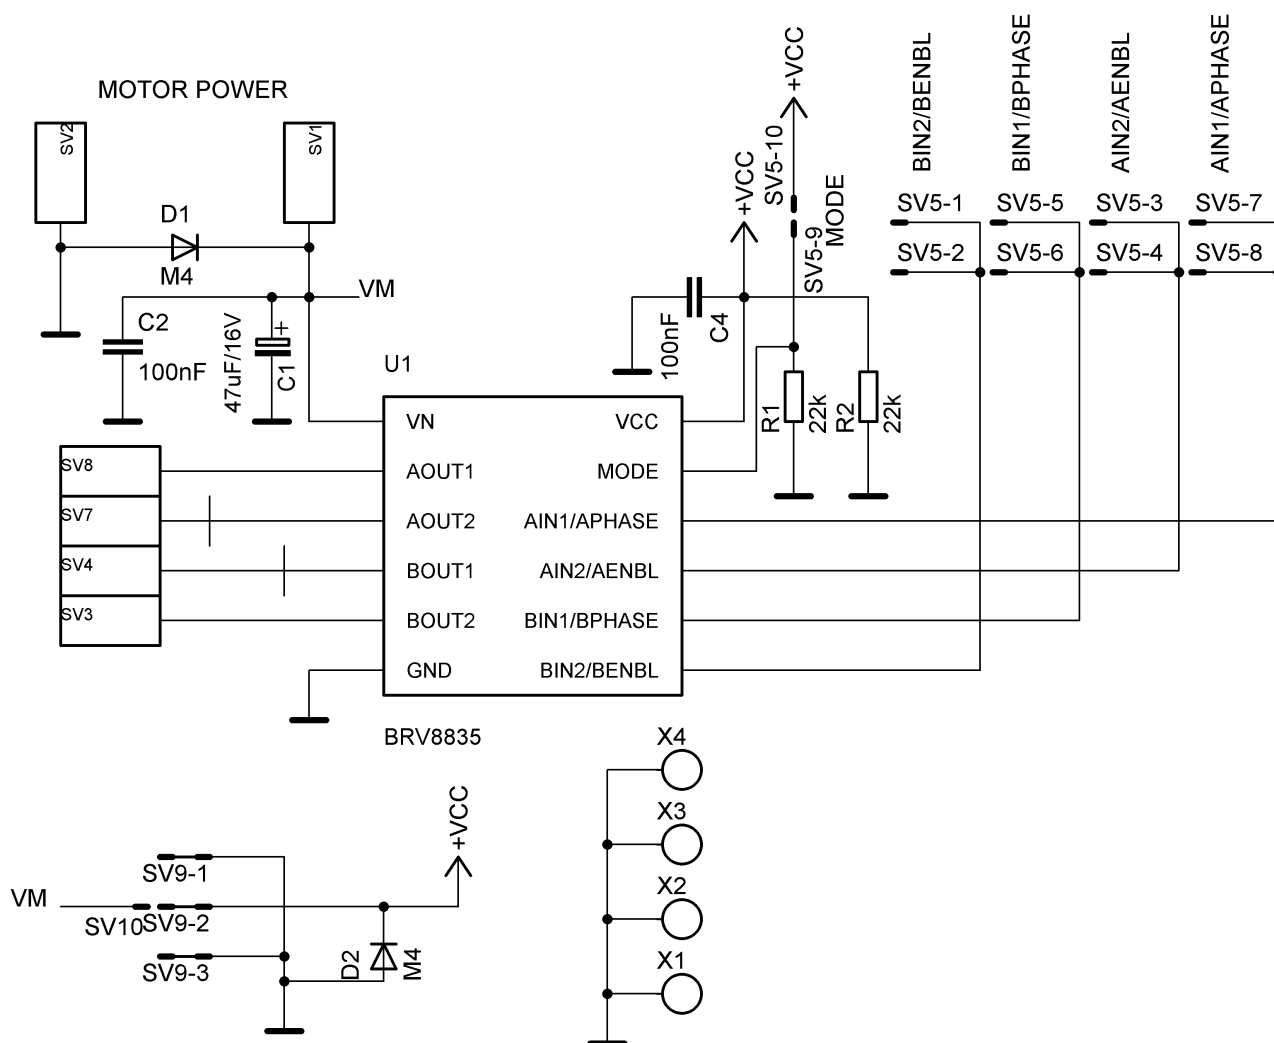 MOTOR POWER
SV2
SV1
D1
M4
VM
C2
100nF
47uF/16V
+
C1
+VCC
SV5-10
MODE
SV5-9
+VCC
C4
100nF
R1
22k
R2
22k
BIN2/BENBL
BIN1/BPHASE
AIN2/AENBL
AIN1/APHASE
SV5-1
SV5-5
SV5-3
SV5-7
SV5-2
SV5-6
SV5-4
SV5-8
U1
VN
VCC
AOUT1
MODE
AOUT2
AIN1/APHASE
BOUT1
AIN2/AENBL
BOUT2
BIN1/BPHASE
GND
BIN2/BENBL
BRV8835
SV8
SV7
SV4
SV3
X4
X3
X2
X1
+VCC
SV9-1
VM
SV10
SV9-2
SV9-3
D2
M4